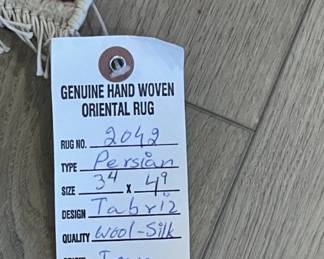 GENUINE HAND WOVEN
ORIENTAL RUG
RUG NO. 2042
TYPE Persian
SIZE 3⁴ x 4⁹
DESIGN Tabriz
QUALITY Wool-Silk